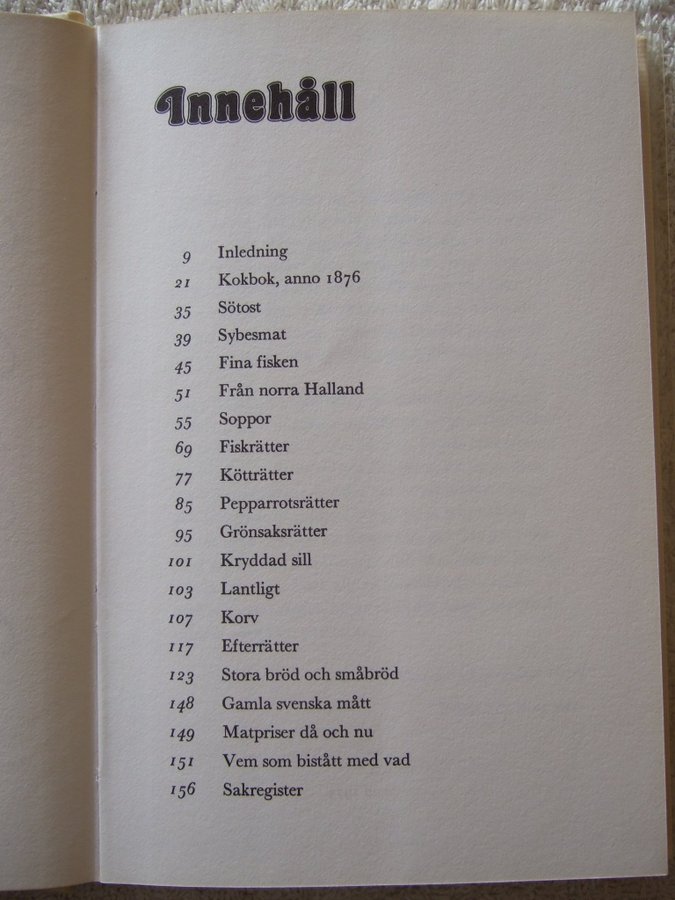 Innehåll
9 Inledning
21 Kokbok, anno 1876
35 Sötost
39 Sybesmat
45 Fina fisken
51 Från norra Halland
55 Soppor
69 Fiskrätter
77 Kötträtter
85 Pepparrotsrätter
95 Grönsaksrätter
101 Kryddad sill
103 Lantligt
107 Korv
117 Efterrätter
123 Stora bröd och småbröd
148 Gamla svenska mått
149 Matpriser då och nu
151 Vem som bistått med vad
156 Sakregister